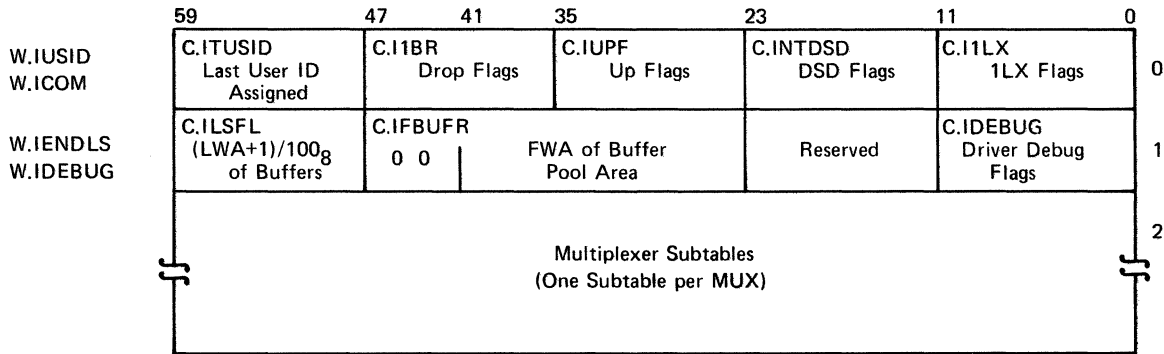 59 47 41 35 23 11 0
W.IUSID
W.ICOM
C.ITUSID
Last User ID
Assigned
C.I1BR
Drop Flags
C.IUPF
Up Flags
C.INTDSD
DSD Flags
C.I1LX
1LX Flags
0
W.IENDLS
W.IDEBUG
C.ILSFL
(LWA+1)/100₈
of Buffers
C.IFBUFR
0 0
FWA of Buffer
Pool Area
Reserved
C.IDEBUG
Driver Debug
Flags
1
2
Multiplexer Subtables
(One Subtable per MUX)